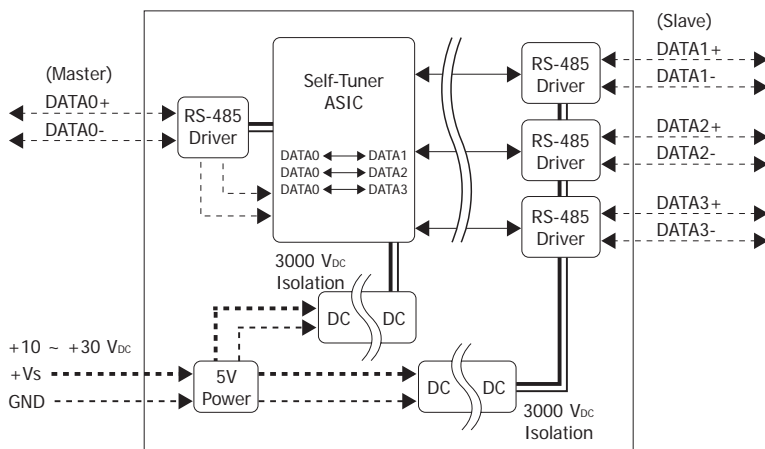 (Master)
DATA0+
DATA0-
RS-485
Driver
Self-Tuner
ASIC
DATA0 DATA1
DATA0 DATA2
DATA0 DATA3
RS-485
Driver
RS-485
Driver
RS-485
Driver
(Slave)
DATA1+
DATA1-
DATA2+
DATA2-
DATA3+
DATA3-
3000 VDC
Isolation
DC DC
+10 ~ +30 VDC
+Vs
GND
5V
Power
DC DC
3000 VDC
Isolation